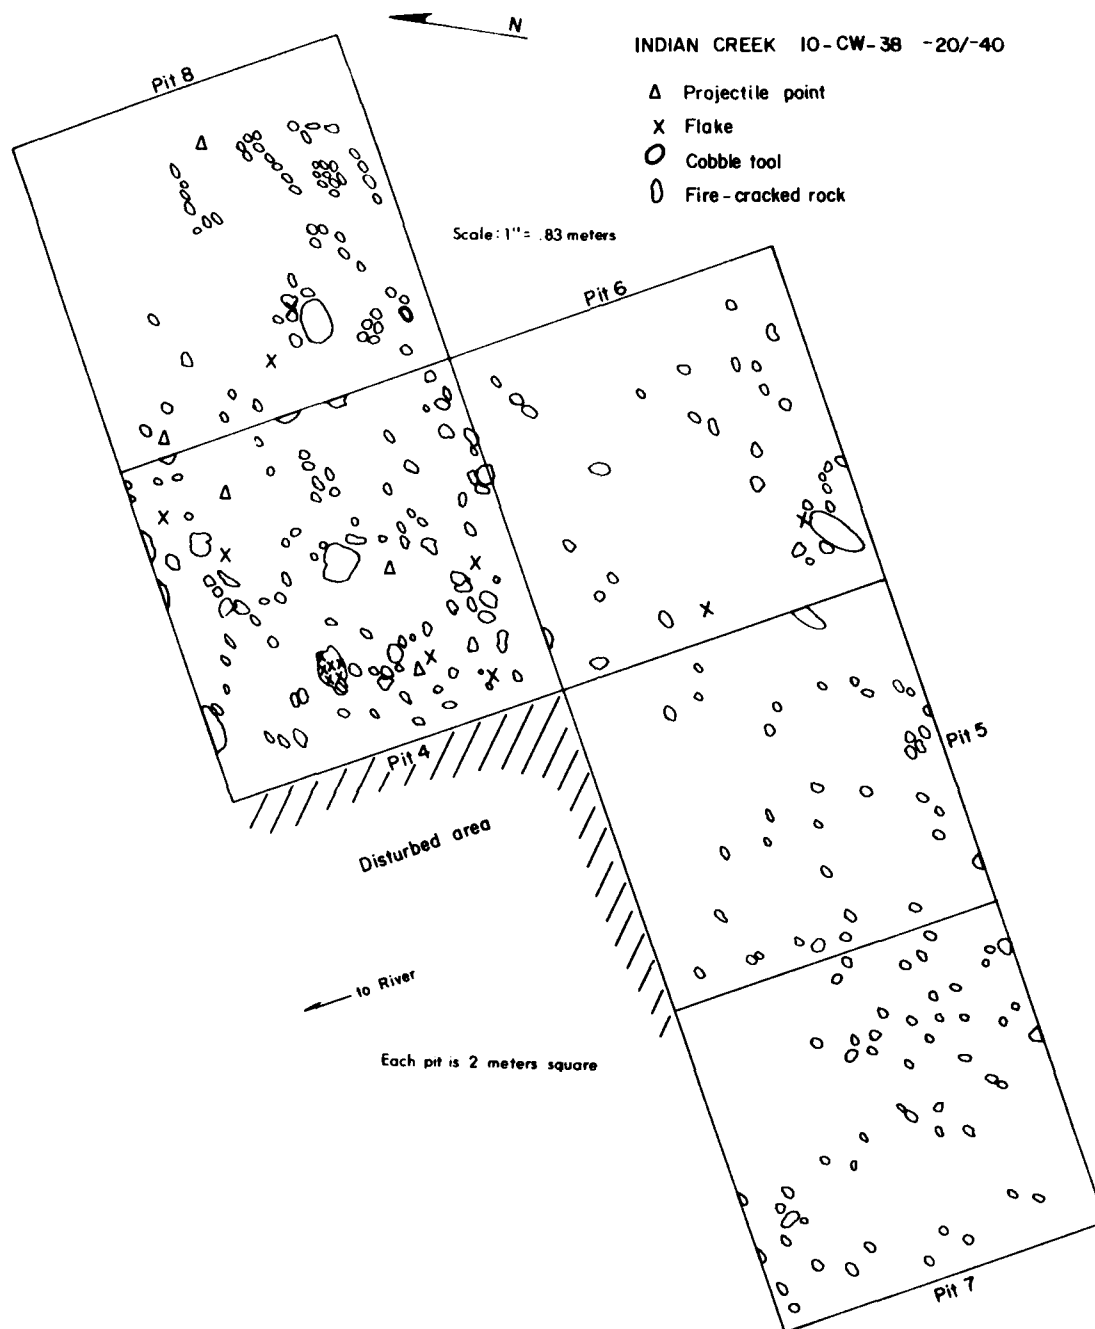 N
INDIAN CREEK 10-CW-38 -20/-40
Pit 8
Projectile point
Flake
Cobble tool
Fire-cracked rock
Scale: 1" = .83 meters
Pit 6
Pit 5
Pit 4
Disturbed area
to River
Each pit is 2 meters square
Pit 7